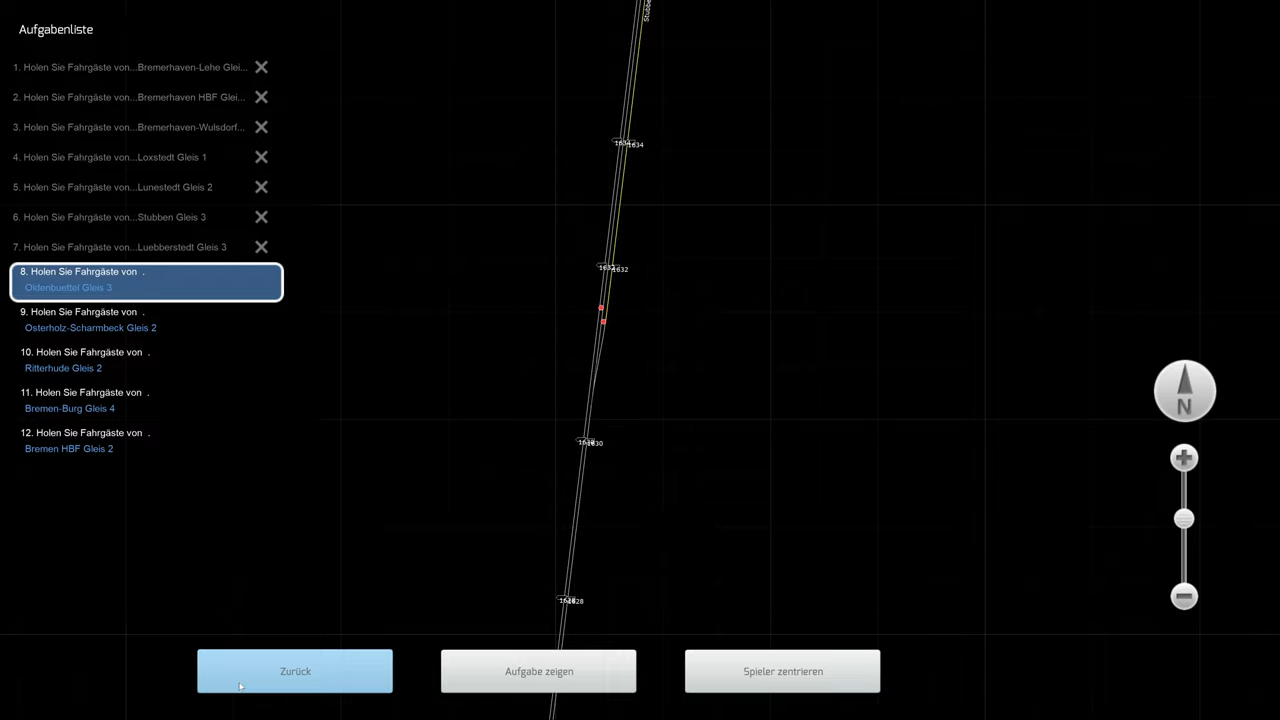 Aufgabenliste
1. Holen Sie Fahrgäste von...Bremerhaven-Lehe Glei...
2. Holen Sie Fahrgäste von...Bremerhaven HBF Glei...
3. Holen Sie Fahrgäste von...Bremerhaven-Wulsdorf...
4. Holen Sie Fahrgäste von...Loxstedt Gleis 1
5. Holen Sie Fahrgäste von...Lunestedt Gleis 2
6. Holen Sie Fahrgäste von...Stubben Gleis 3
7. Holen Sie Fahrgäste von...Luebberstedt Gleis 3
8. Holen Sie Fahrgäste von .
Oldenbuettel Gleis 3
9. Holen Sie Fahrgäste von .
Osterholz-Scharmbeck Gleis 2
10. Holen Sie Fahrgäste von .
Ritterhude Gleis 2
11. Holen Sie Fahrgäste von .
Bremen-Burg Gleis 4
12. Holen Sie Fahrgäste von .
Bremen HBF Gleis 2
1634
1632
1630
1628
N
Zurück
Aufgabe zeigen
Spieler zentrieren